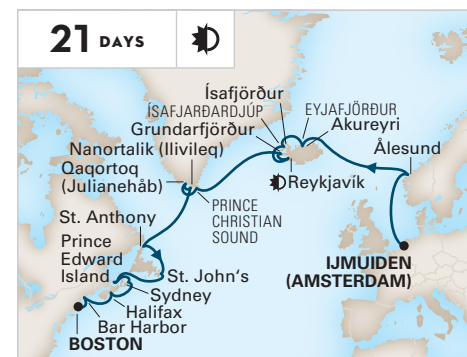 21 DAYS
Ísafjörður
ÍSAFJARÐARDJÚP
EYJAFJÖRÐUR
Grundarfjörður
Akureyri
Nanortalik (Ilivileq)
Ålesund
Qaqortoq
(Julianehåb)
Reykjavík
PRINCE
CHRISTIAN
SOUND
St. Anthony
Prince
Edward
Island
St. John's
IJMUIDEN
(AMSTERDAM)
Sydney
Halifax
Bar Harbor
BOSTON